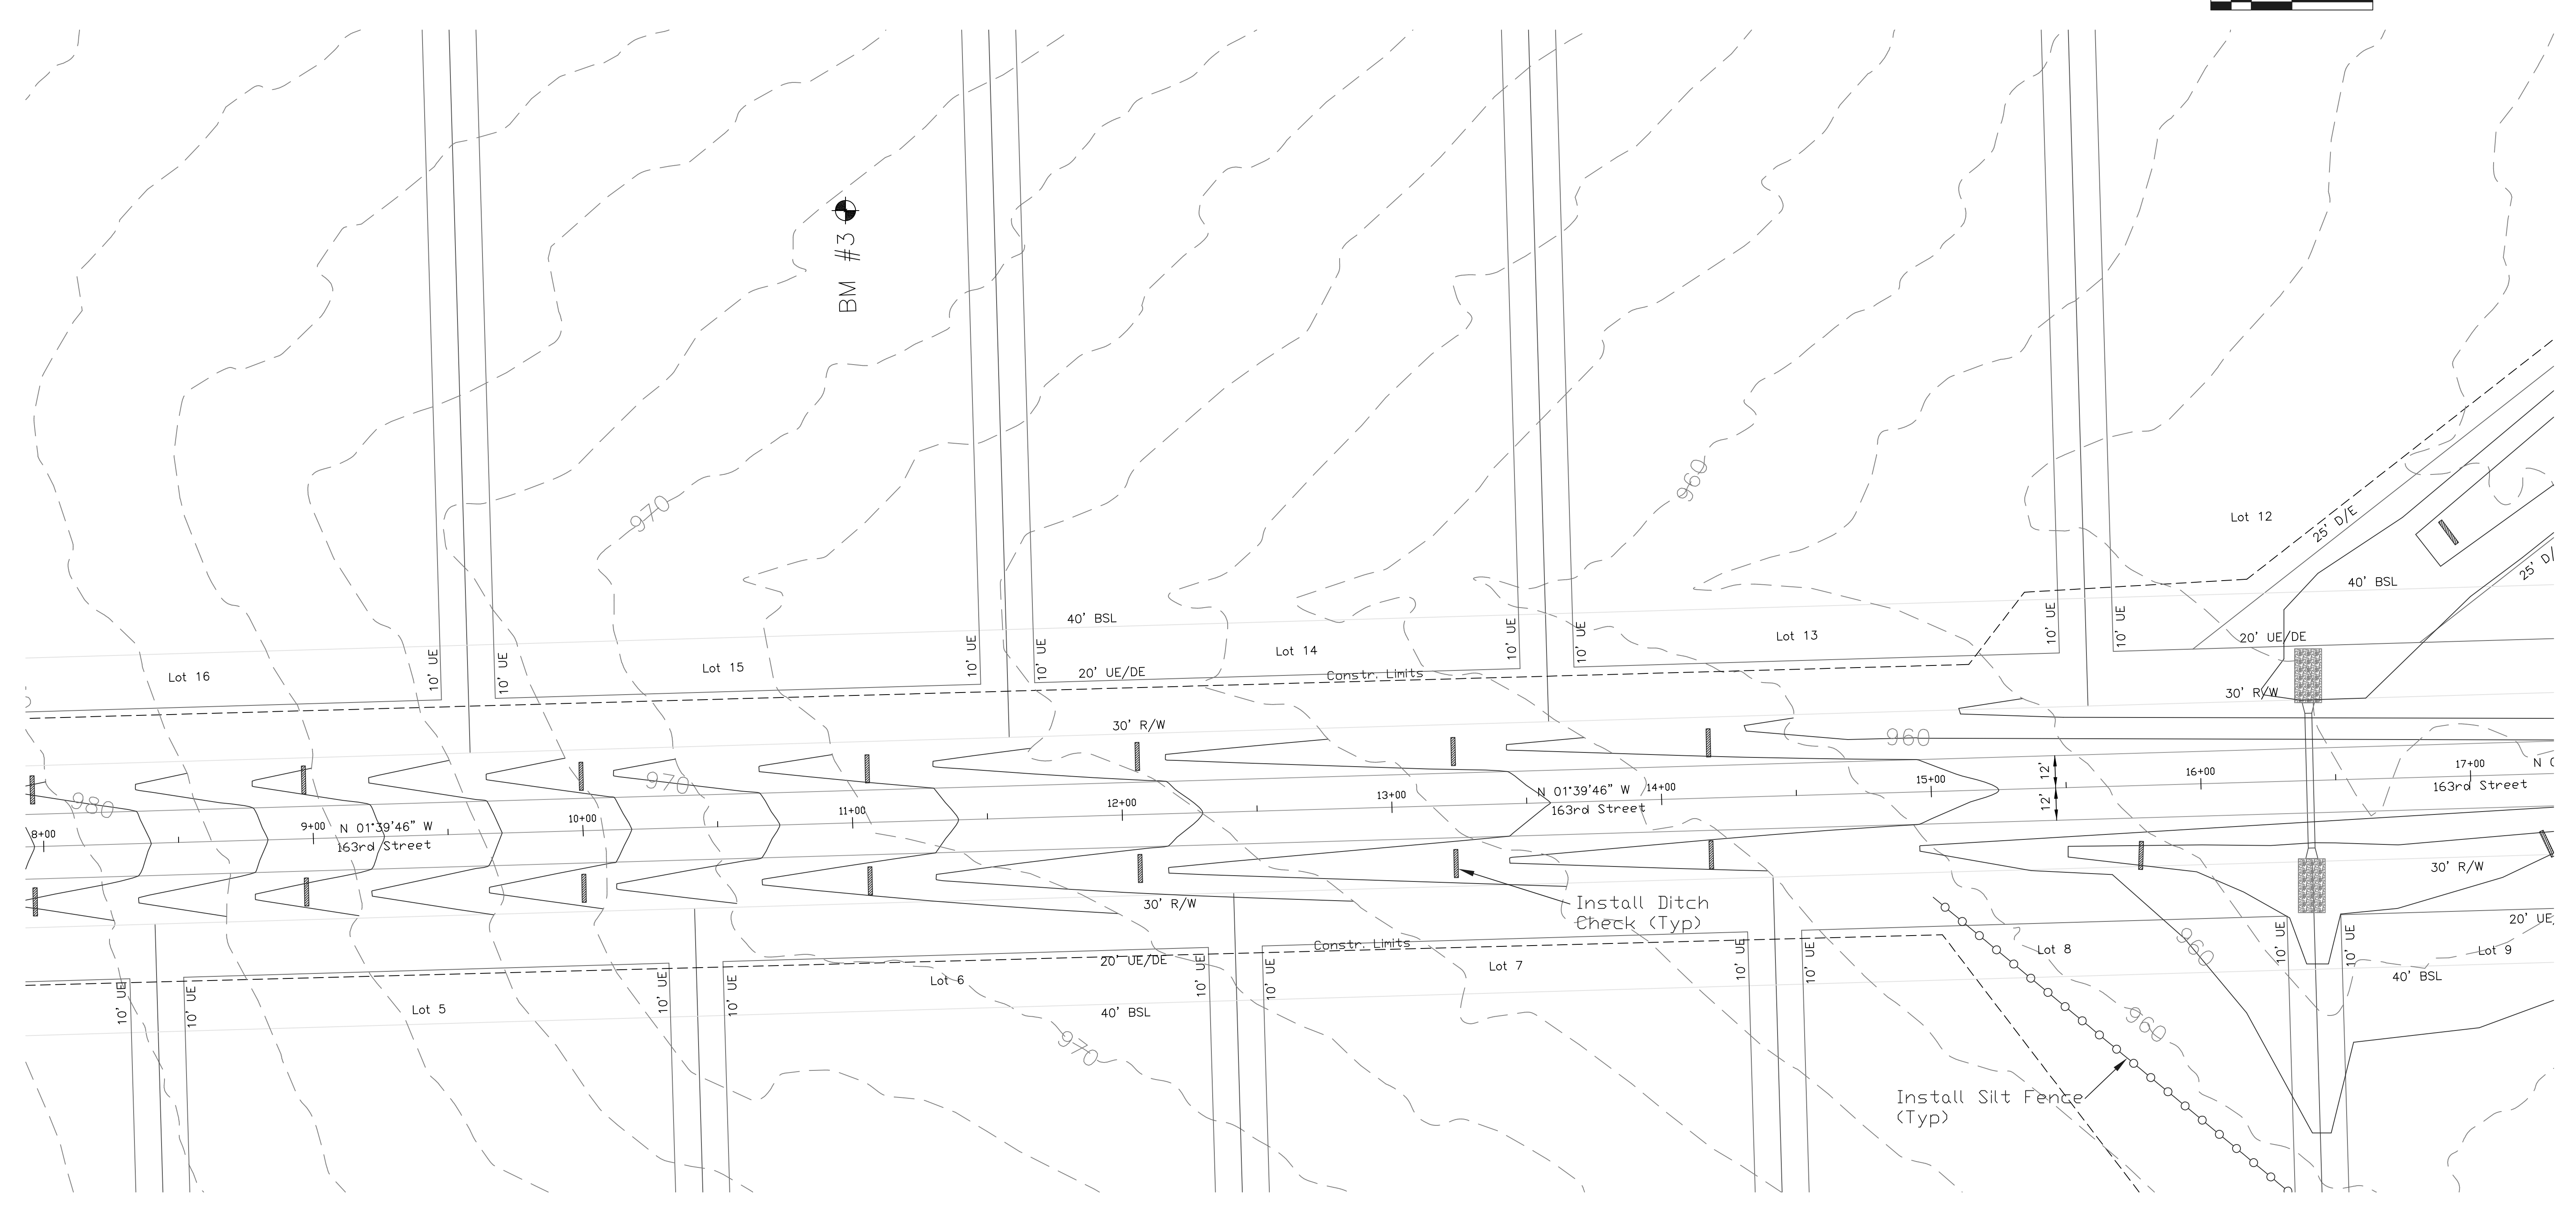 BM #3
970
960
Lot 12
25' D/E
25' D/
40' BSL
40' BSL
10' UE
10' UE
10' UE
10' UE
10' UE
10' UE
10' UE
10' UE
Lot 16
Lot 15
Lot 14
Lot 13
20' UE/DE
20' UE/DE
Constr. Limits
30' R/W
30' R/W
960
970
980
12'
12'
8+00
9+00
10+00
11+00
12+00
13+00
14+00
15+00
16+00
17+00
N 01°39'46" W
163rd Street
N 01°39'46" W
163rd Street
163rd Street
30' R/W
30' R/W
Install Ditch
Check (Typ)
Constr. Limits
20' UE/DE
20' UE
10' UE
10' UE
10' UE
10' UE
10' UE
10' UE
10' UE
10' UE
10' UE
10' UE
Lot 5
Lot 6
Lot 7
Lot 8
Lot 9
960
40' BSL
40' BSL
970
960
Install Silt Fence
(Typ)